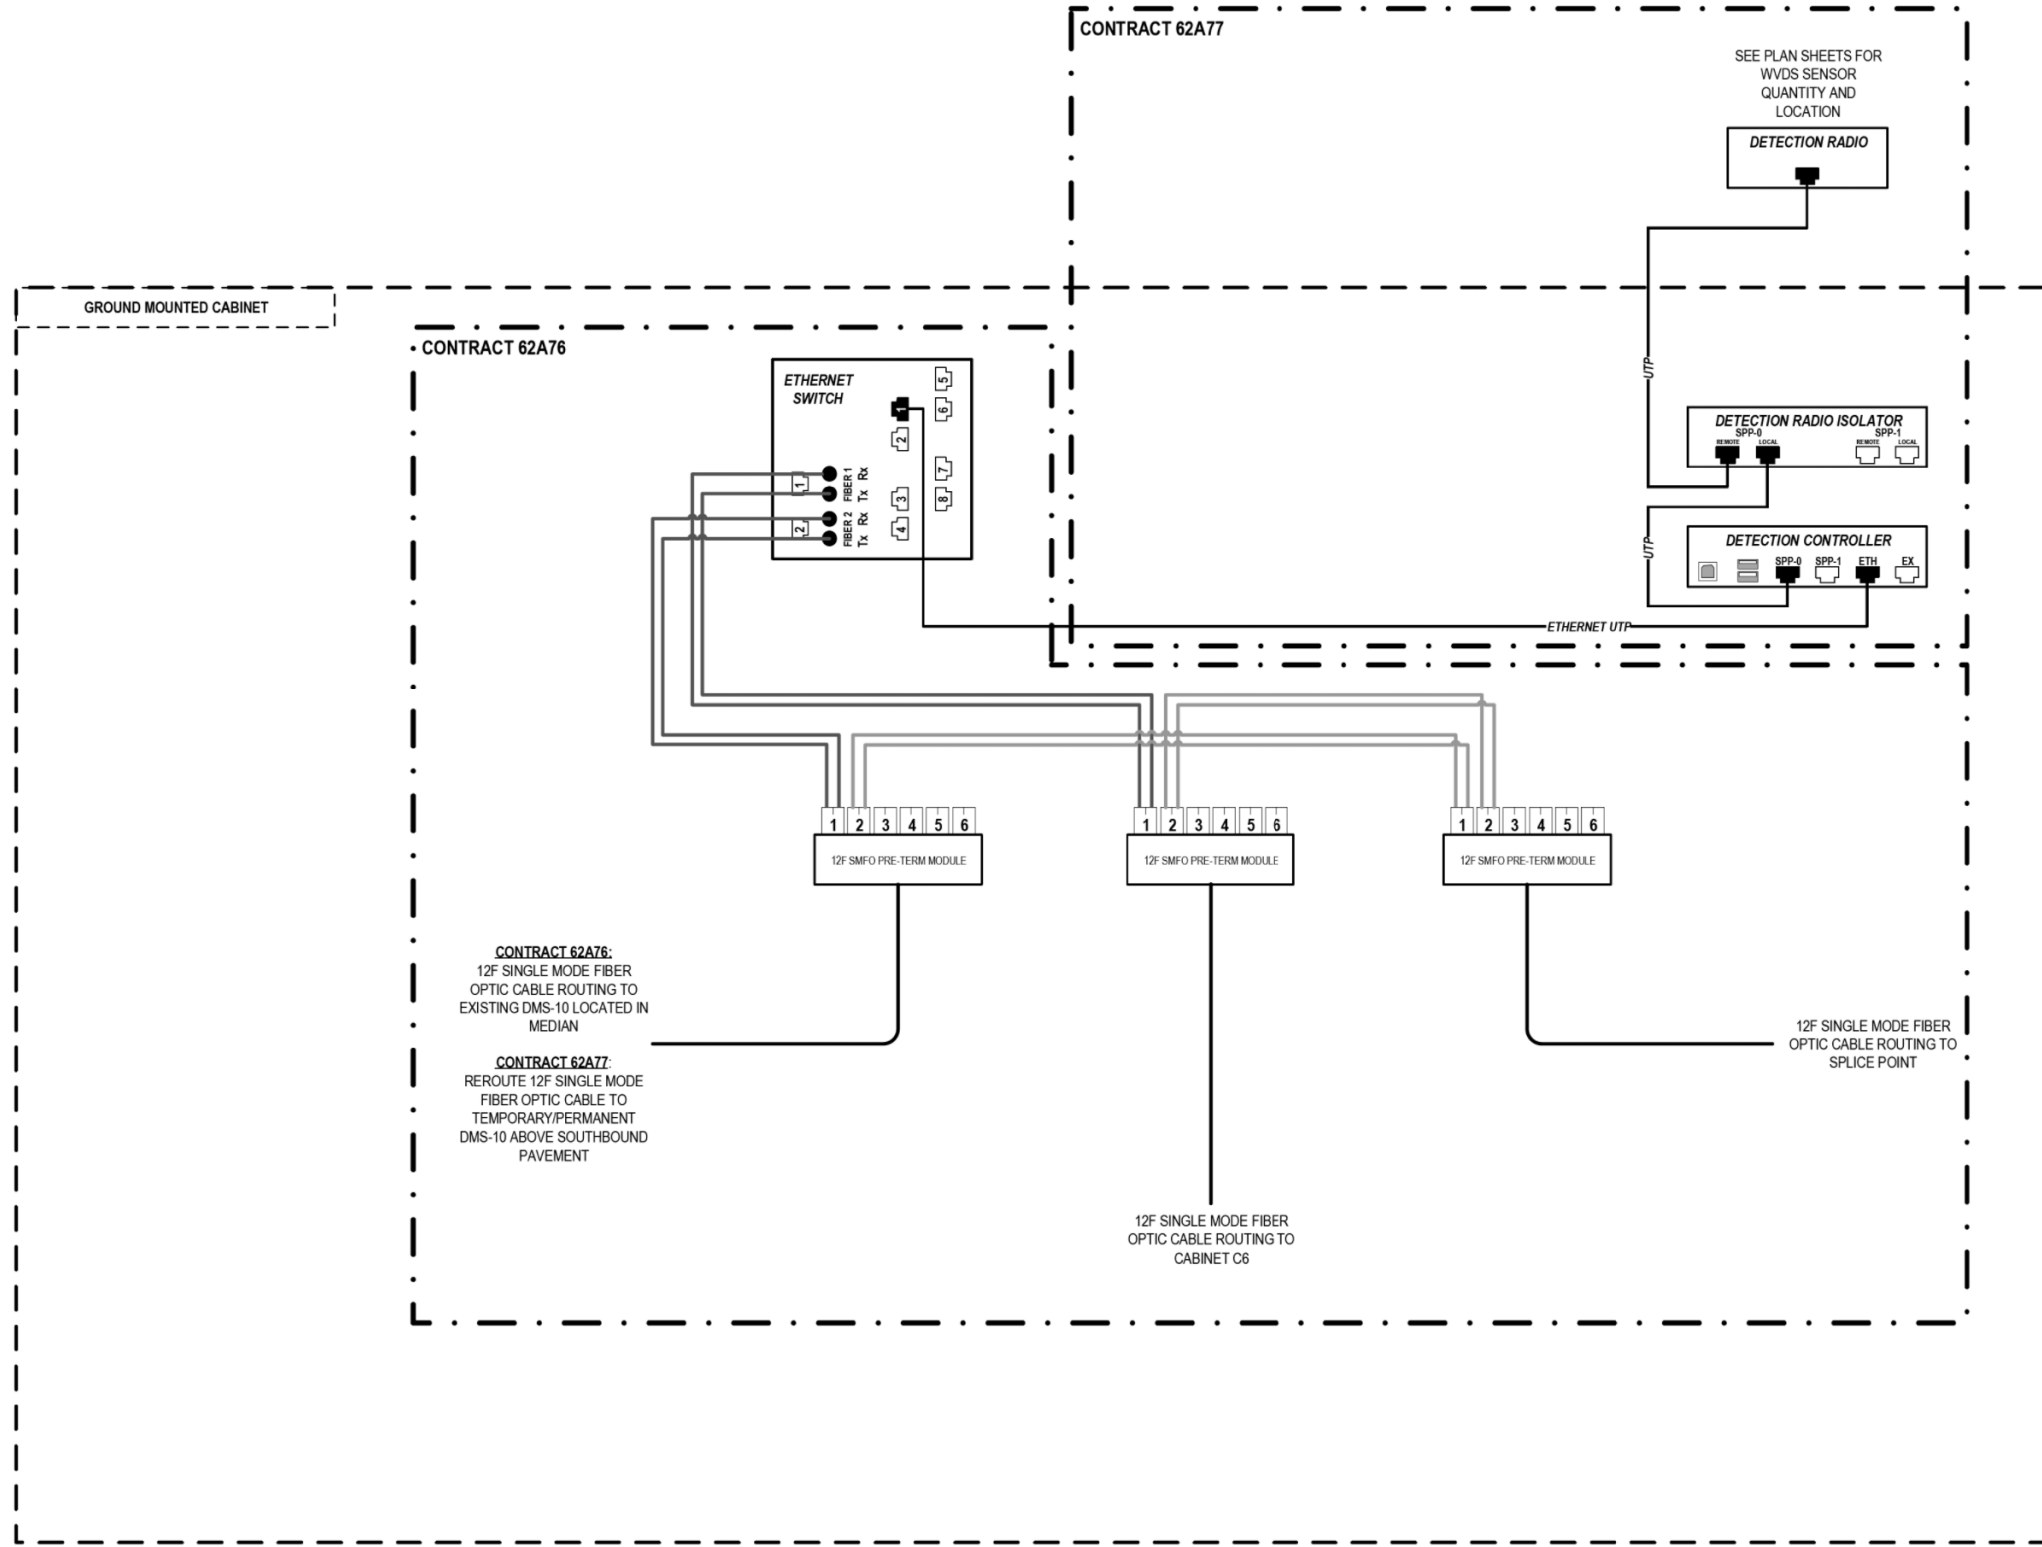 CONTRACT 62A77
SEE PLAN SHEETS FOR
WVDS SENSOR
QUANTITY AND
LOCATION
DETECTION RADIO
GROUND MOUNTED CABINET
CONTRACT 62A76
ETHERNET
SWITCH
5
1
6
2
7
3
8
4
1
FIBER 1
Rx
Tx
2
FIBER 2
Rx
Tx
UTP
DETECTION RADIO ISOLATOR
SPP-0
SPP-1
REMOTE LOCAL
REMOTE LOCAL
UTP
DETECTION CONTROLLER
SPP-0 SPP-1 ETH EX
ETHERNET UTP
1 2 3 4 5 6
12F SMFO PRE-TERM MODULE
1 2 3 4 5 6
12F SMFO PRE-TERM MODULE
1 2 3 4 5 6
12F SMFO PRE-TERM MODULE
CONTRACT 62A76:
12F SINGLE MODE FIBER
OPTIC CABLE ROUTING TO
EXISTING DMS-10 LOCATED IN
MEDIAN
CONTRACT 62A77:
REROUTE 12F SINGLE MODE
FIBER OPTIC CABLE TO
TEMPORARY/PERMANENT
DMS-10 ABOVE SOUTHBOUND
PAVEMENT
12F SINGLE MODE FIBER
OPTIC CABLE ROUTING TO
CABINET C6
12F SINGLE MODE FIBER
OPTIC CABLE ROUTING TO
SPLICE POINT